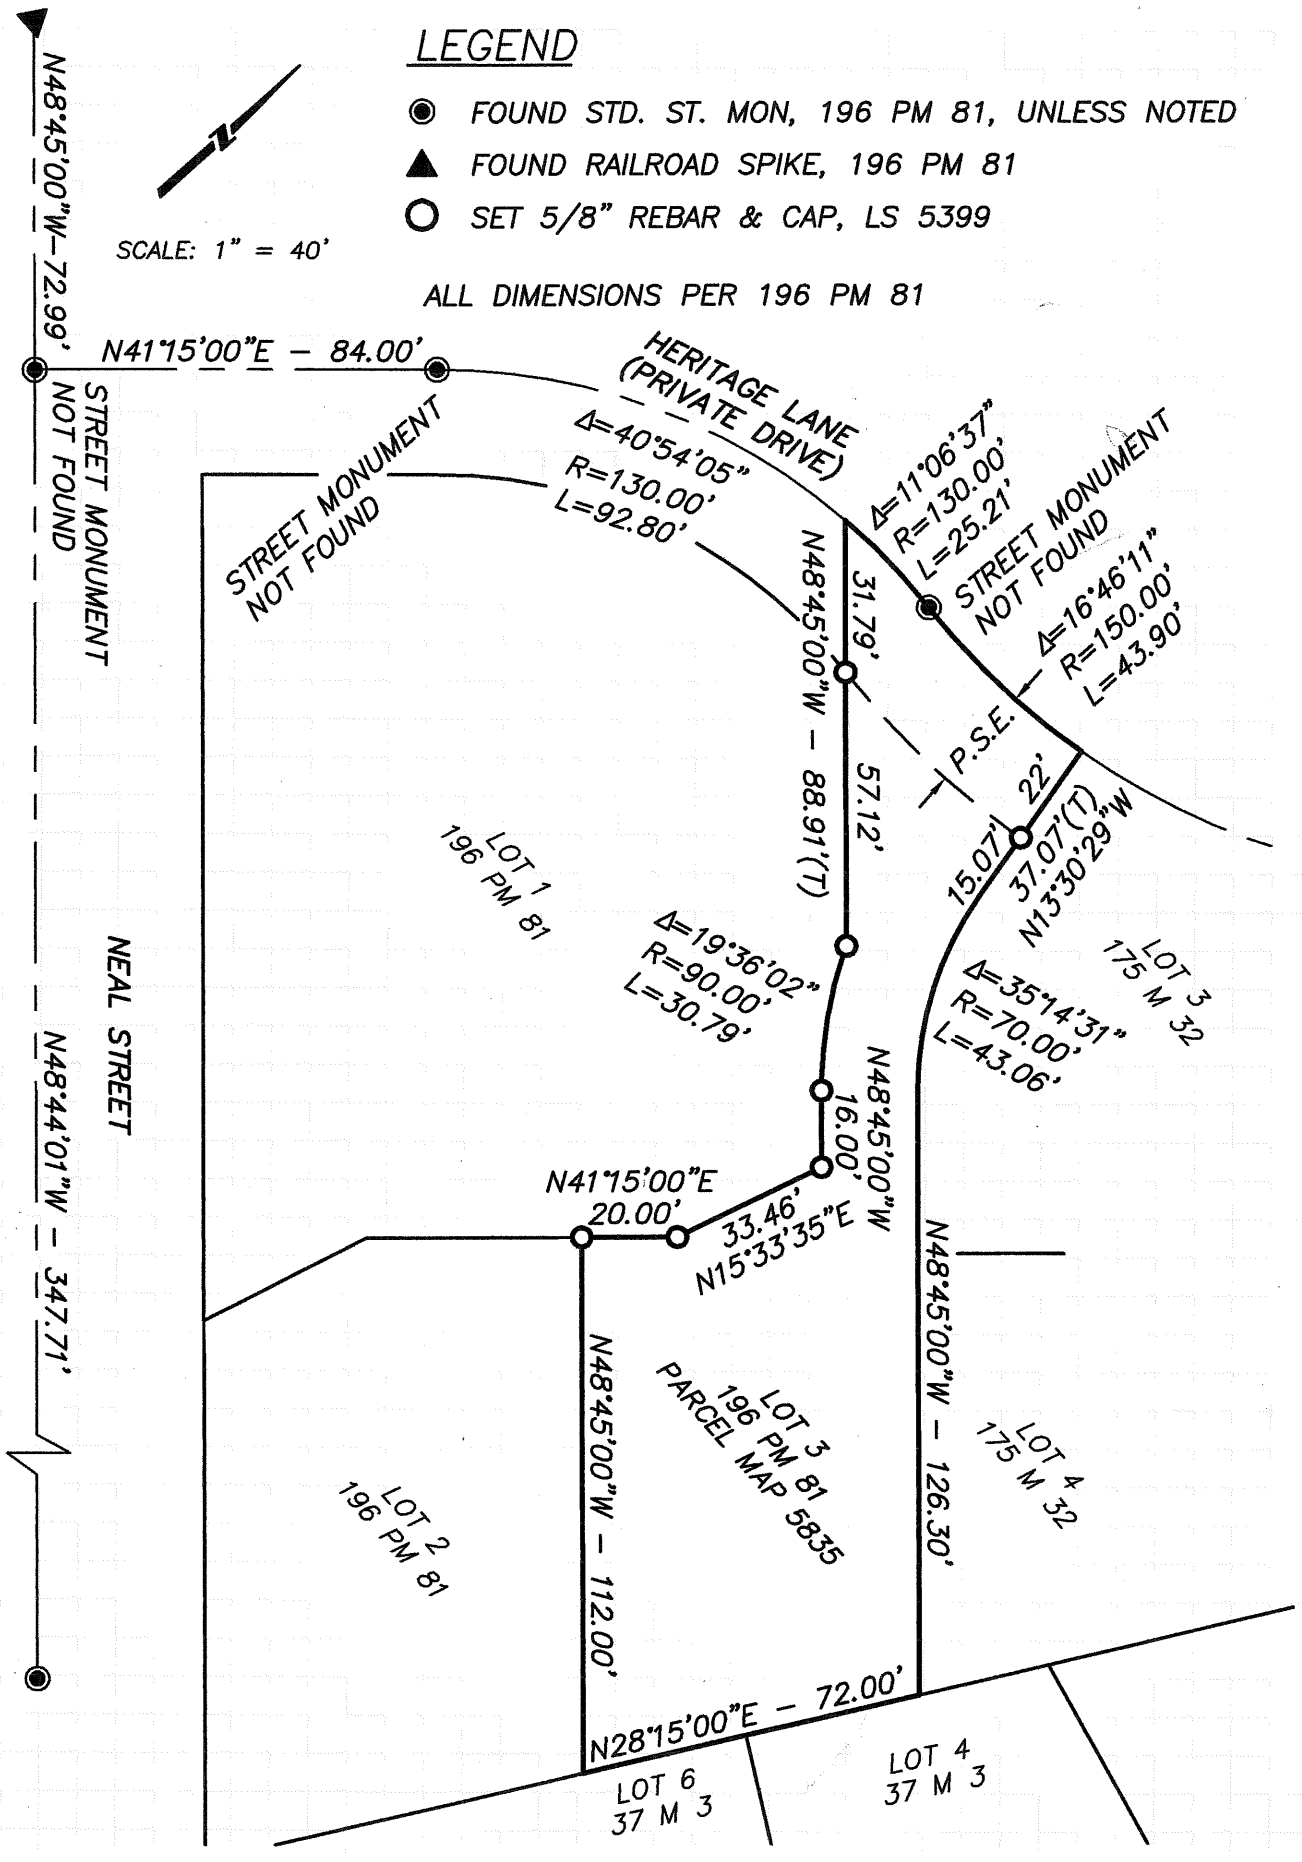 LEGEND
FOUND STD. ST. MON, 196 PM 81, UNLESS NOTED
FOUND RAILROAD SPIKE, 196 PM 81
SET 5/8" REBAR & CAP, LS 5399
ALL DIMENSIONS PER 196 PM 81
N
SCALE: 1" = 40'
N48°45'00"W-72.99'
N41°15'00"E - 84.00'
STREET MONUMENT
NOT FOUND
STREET MONUMENT
NOT FOUND
HERITAGE LANE
(PRIVATE DRIVE)
Δ=40°54'05"
R=130.00'
L=92.80'
Δ=11°06'37"
R=130.00'
L=25.21'
STREET MONUMENT
NOT FOUND
Δ=16°46'11"
R=150.00'
L=43.90'
N48°45'00"W - 88.91'(T)
31.79'
57.12'
P.S.E.
22'
15.07'
37.07'(T)
N13°30'29"W
LOT 1
196 PM 81
Δ=19°36'02"
R=90.00'
L=30.79'
LOT 3
175 M 32
Δ=35°14'31"
R=70.00'
L=43.06'
NEAL STREET
N48°44'01"W - 347.71'
N48°45'00"W
16.00'
N41°15'00"E
20.00'
33.46'
N15°33'35"E
N48°45'00"W - 126.30'
N48°45'00"W - 112.00'
LOT 3
196 PM 81
PARCEL MAP 5835
LOT 4
175 M 32
LOT 2
196 PM 81
N28°15'00"E - 72.00'
LOT 6
37 M 3
LOT 4
37 M 3